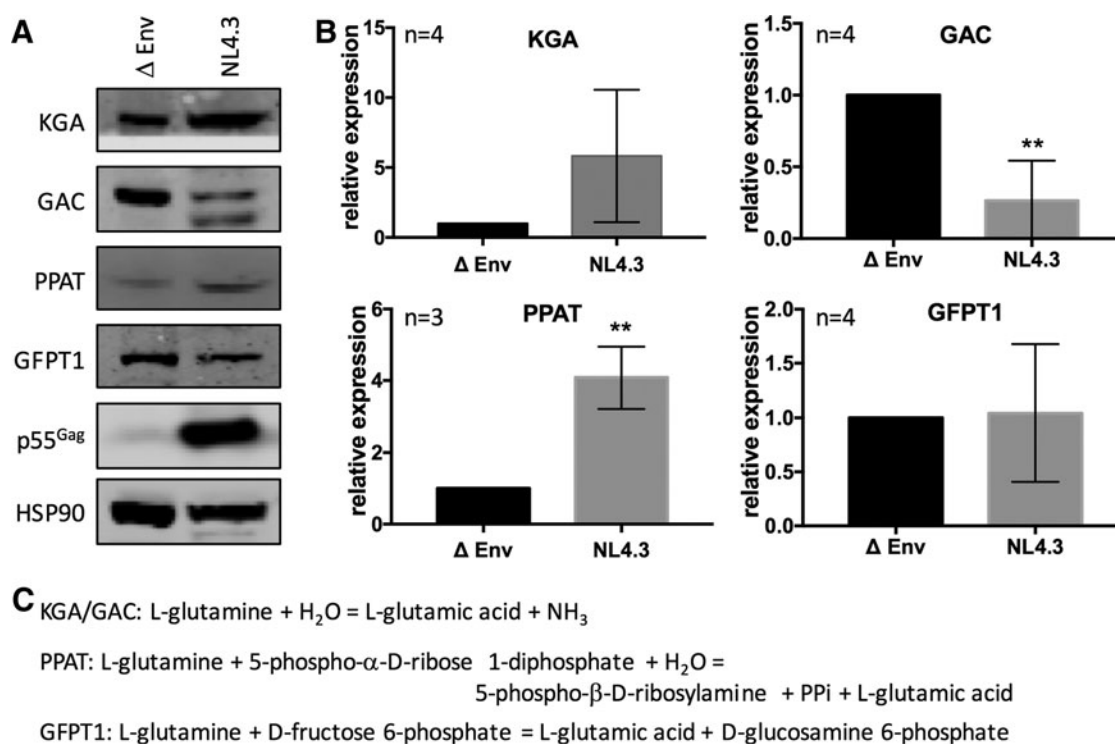 A
Δ Env
NL4.3
KGA
GAC
PPAT
GFPT1
p55Gag
HSP90
B
n=4
KGA
relative expression
15
10
5
0
Δ Env
NL4.3
n=4
GAC
relative expression
1.5
1.0
0.5
0.0
**
Δ Env
NL4.3
n=3
PPAT
relative expression
6
4
2
0
**
Δ Env
NL4.3
n=4
GFPT1
relative expression
2.0
1.5
1.0
0.5
0.0
Δ Env
NL4.3
C
KGA/GAC: L-glutamine + H₂O = L-glutamic acid + NH₃
PPAT: L-glutamine + 5-phospho-α-D-ribose 1-diphosphate + H₂O =
5-phospho-β-D-ribosylamine + PPi + L-glutamic acid
GFPT1: L-glutamine + D-fructose 6-phosphate = L-glutamic acid + D-glucosamine 6-phosphate